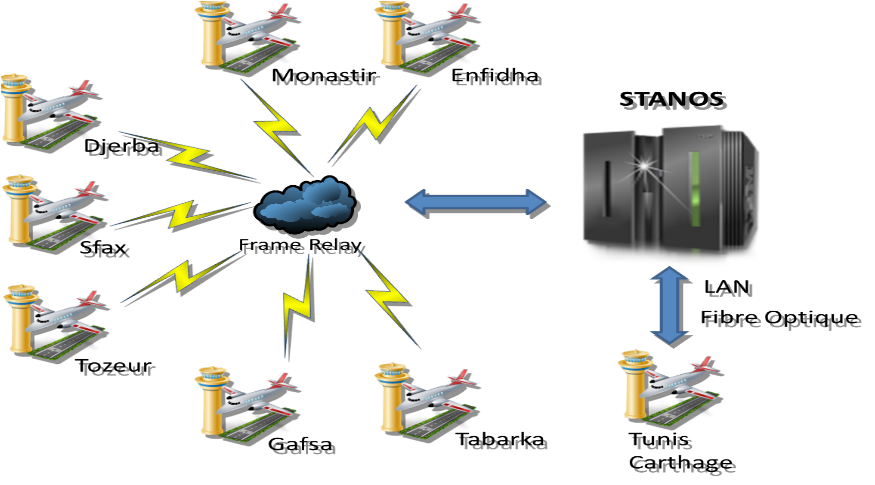 Monastir
Enfidha
STANOS
Djerba
Sfax
Frame Relay
LAN
Fibre Optique
Tozeur
Gafsa
Tabarka
Tunis
Carthage